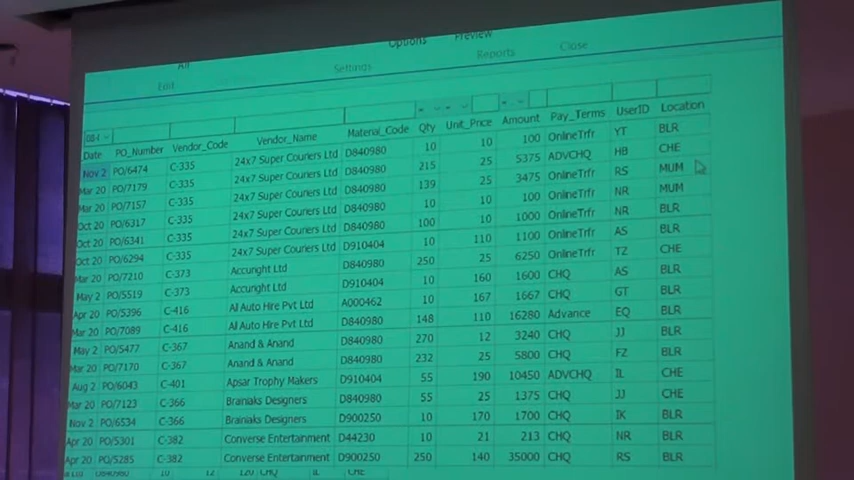 All Options Preview
End Settings Reports Close
Date PO_Number Vendor_Code Vendor_Name Material_Code Qty Unit_Price Amount Pay_Terms UserID Location
Nov 2 PO/6474 C-335 24x7 Super Couriers Ltd D840980 10 10 100 OnlineTrfr YT BLR
Mar 20 PO/7179 C-335 24x7 Super Couriers Ltd D840980 215 25 5375 ADVCHQ HB CHE
Mar 20 PO/7157 C-335 24x7 Super Couriers Ltd D840980 139 25 3475 OnlineTrfr RS MUM
Oct 20 PO/6317 C-335 24x7 Super Couriers Ltd D840980 10 10 100 OnlineTrfr NR MUM
Oct 20 PO/6341 C-335 24x7 Super Couriers Ltd D840980 100 10 1000 OnlineTrfr NR BLR
Oct 20 PO/6294 C-335 24x7 Super Couriers Ltd D910404 10 110 1100 OnlineTrfr AS BLR
Mar 20 PO/7210 C-373 Accuright Ltd D840980 250 25 6250 OnlineTrfr TZ CHE
May 2 PO/5519 C-373 Accuright Ltd D910404 10 160 1600 CHQ AS BLR
Apr 20 PO/5396 C-416 Al Auto Hire Pvt Ltd A000462 10 167 1667 CHQ GT BLR
Mar 20 PO/7089 C-416 Al Auto Hire Pvt Ltd D840980 148 110 16280 Advance EQ BLR
May 2 PO/5477 C-367 Anand & Anand D840980 270 12 3240 CHQ JJ BLR
Mar 20 PO/7170 C-367 Anand & Anand D840980 232 25 5800 CHQ FZ BLR
Aug 2 PO/6043 C-401 Apsar Trophy Makers D910404 55 190 10450 ADVCHQ IL CHE
Mar 20 PO/7123 C-366 Brainiaks Designers D840980 55 25 1375 CHQ JJ CHE
Nov 2 PO/6534 C-366 Brainiaks Designers D900250 10 170 1700 CHQ IK BLR
Apr 20 PO/5301 C-382 Converse Entertainment D44230 10 21 213 CHQ NR BLR
Apr 20 PO/5285 C-382 Converse Entertainment D900250 250 140 35000 CHQ RS BLR
Ltd D840980 10 12 120 CHQ IL CHE